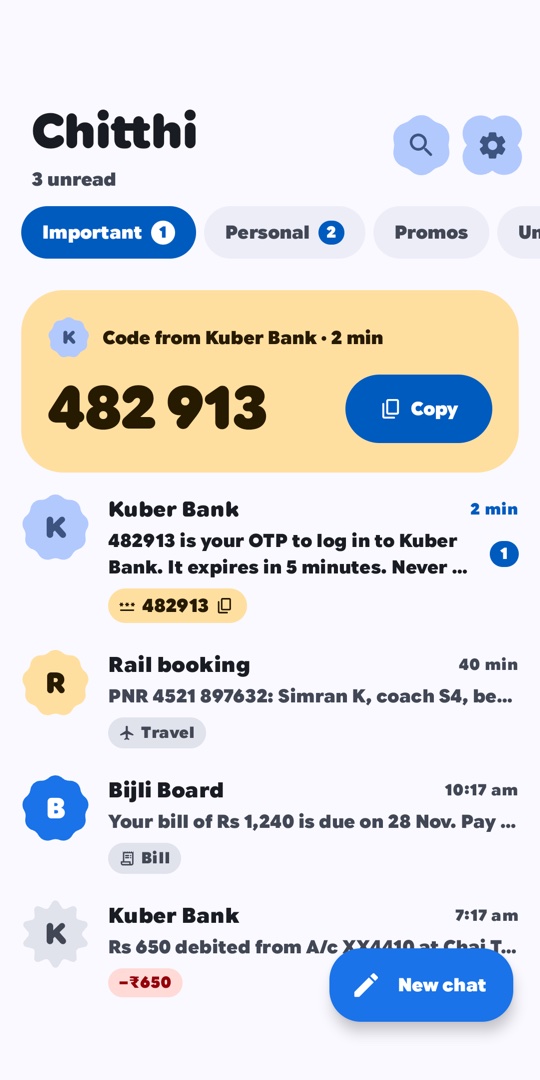 Chitthi
3 unread
Important 1
Personal 2
Promos
Un
K
Code from Kuber Bank · 2 min
482 913
Copy
K
Kuber Bank
2 min
482913 is your OTP to log in to Kuber
Bank. It expires in 5 minutes. Never ...
1
482913
R
Rail booking
40 min
PNR 4521 897632: Simran K, coach S4, be...
Travel
B
Bijli Board
10:17 am
Your bill of Rs 1,240 is due on 28 Nov. Pay ...
Bill
K
Kuber Bank
7:17 am
Rs 650 debited from A/c XX4410 at Chai T...
−₹650
New chat